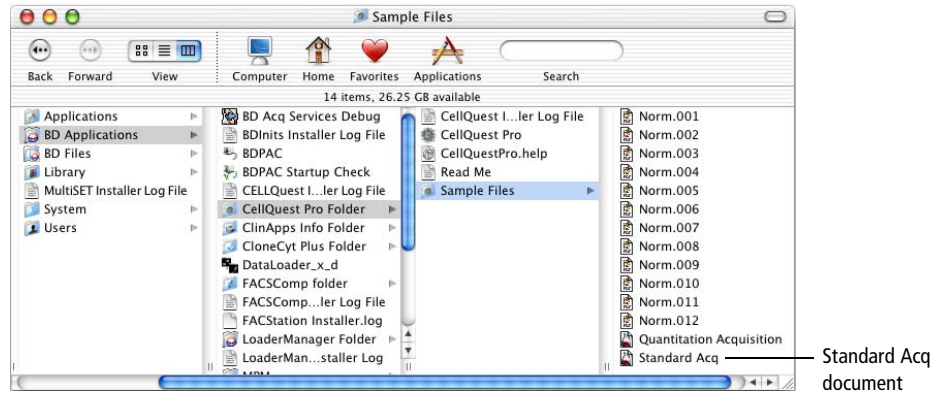 Sample Files
Back Forward View Computer Home Favorites Applications Search
14 items, 26.25 GB available
Applications
BD Applications
BD Files
Library
MultiSET Installer Log File
System
Users
BD Acq Services Debug
BDInits Installer Log File
BDPAC
BDPAC Startup Check
CELLQuest I...ler Log File
CellQuest Pro Folder
ClinApps Info Folder
CloneCyt Plus Folder
DataLoader_x_d
FACSComp folder
FACSComp...ler Log File
FACStation Installer.log
LoaderManager Folder
LoaderMan...staller Log
CellQuest I...ler Log File
CellQuest Pro
CellQuestPro.help
Read Me
Sample Files
Norm.001
Norm.002
Norm.003
Norm.004
Norm.005
Norm.006
Norm.007
Norm.008
Norm.009
Norm.010
Norm.011
Norm.012
Quantitation Acquisition
Standard Acq
Standard Acq
document